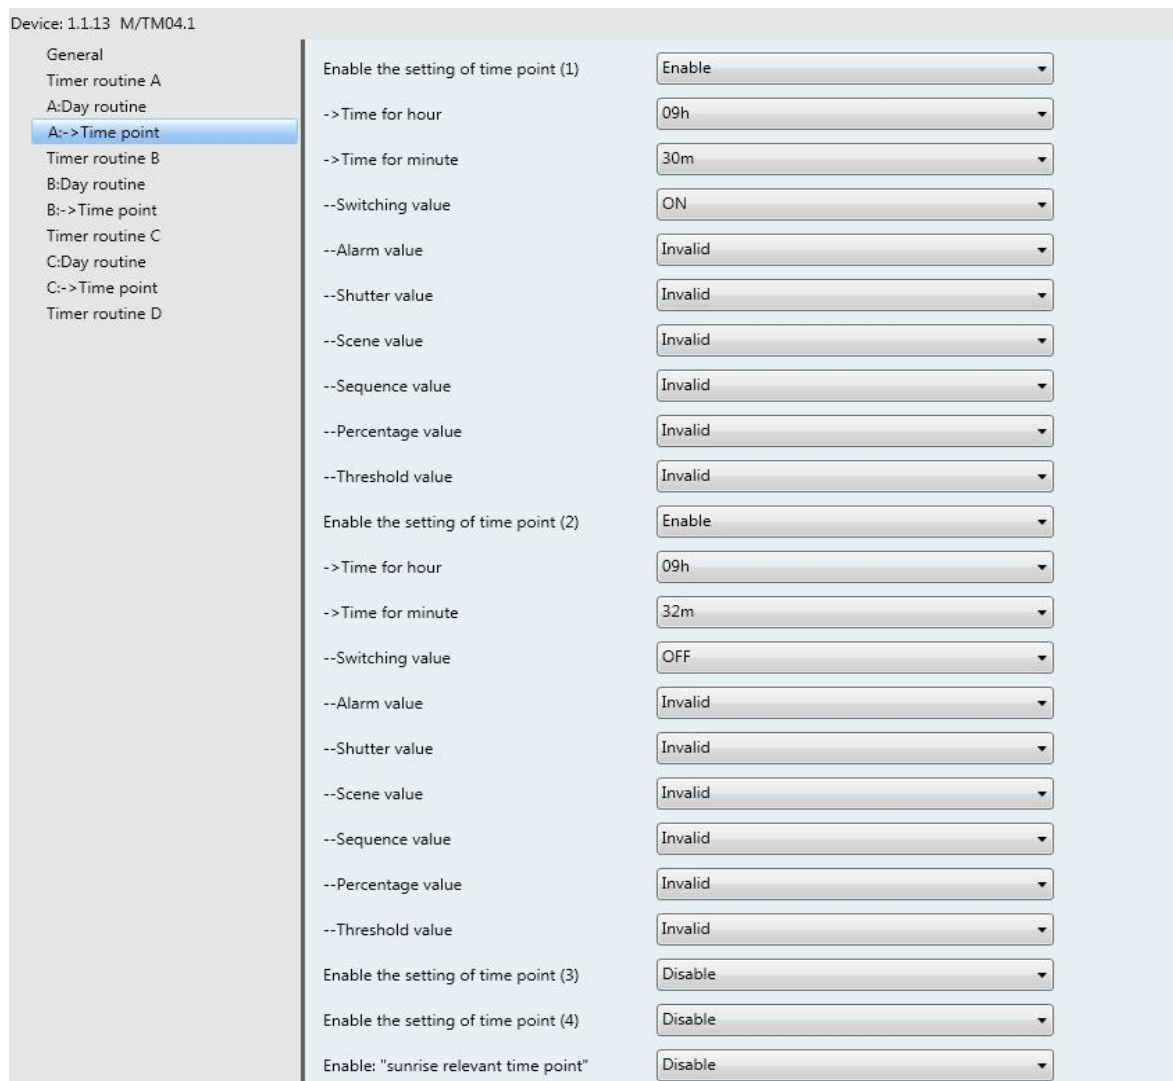 Device: 1.1.13 M/TM04.1
General
Timer routine A
A:Day routine
A:->Time point
Timer routine B
B:Day routine
B:->Time point
Timer routine C
C:Day routine
C:->Time point
Timer routine D
Enable the setting of time point (1) Enable
->Time for hour 09h
->Time for minute 30m
--Switching value ON
--Alarm value Invalid
--Shutter value Invalid
--Scene value Invalid
--Sequence value Invalid
--Percentage value Invalid
--Threshold value Invalid
Enable the setting of time point (2) Enable
->Time for hour 09h
->Time for minute 32m
--Switching value OFF
--Alarm value Invalid
--Shutter value Invalid
--Scene value Invalid
--Sequence value Invalid
--Percentage value Invalid
--Threshold value Invalid
Enable the setting of time point (3) Disable
Enable the setting of time point (4) Disable
Enable: "sunrise relevant time point" Disable